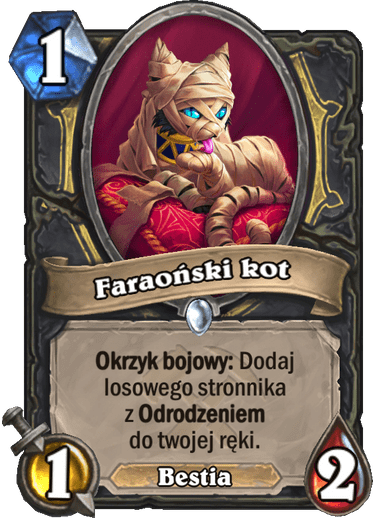 1
Faraoński kot
Okrzyk bojowy: Dodaj
losowego stronnika
z Odrodzeniem
do twojej ręki.
1
Bestia
2